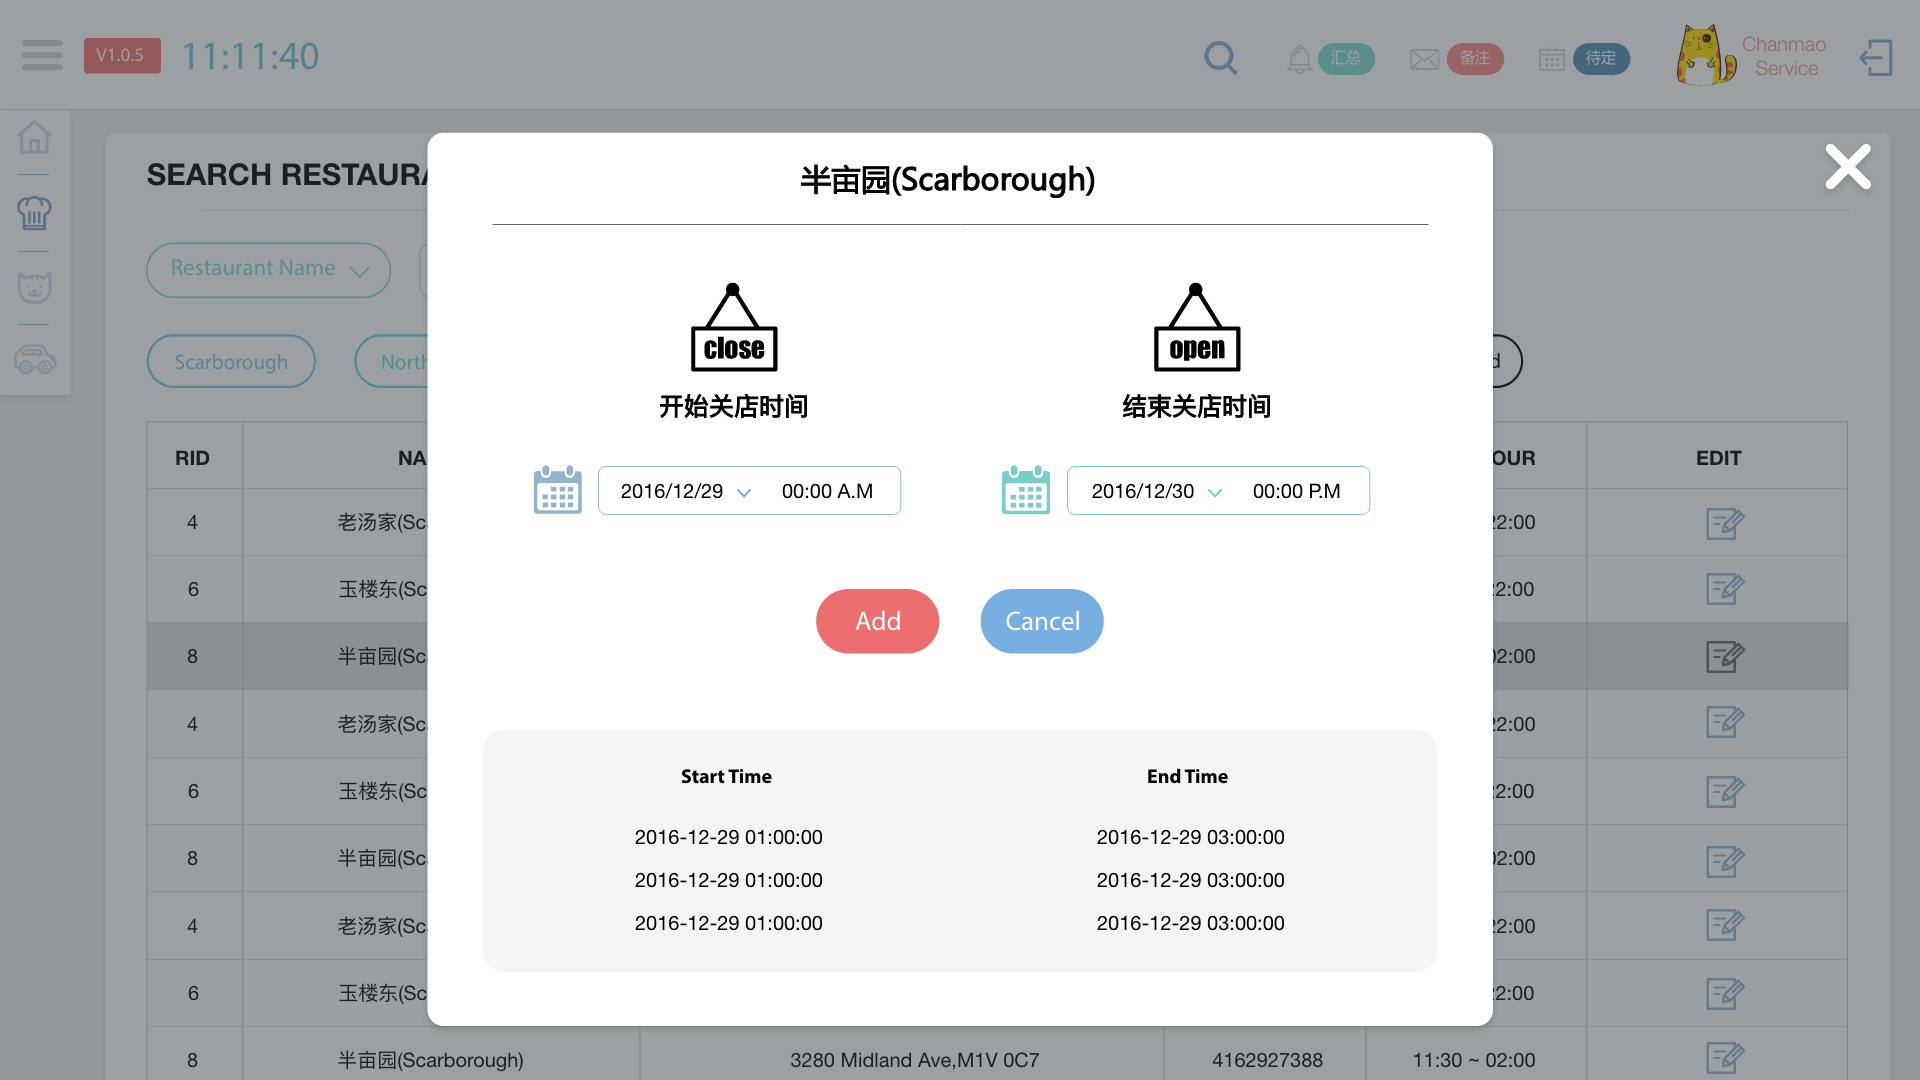 V1.0.5
11:11:40
汇总
备注
待定
Chanmao
Service
SEARCH RESTAURA
Restaurant Name
Scarborough
North
d
半亩园(Scarborough)
close
open
开始关店时间
结束关店时间
2016/12/29
00:00 A.M
2016/12/30
00:00 P.M
Add
Cancel
Start Time
End Time
2016-12-29 01:00:00
2016-12-29 03:00:00
2016-12-29 01:00:00
2016-12-29 03:00:00
2016-12-29 01:00:00
2016-12-29 03:00:00
RID NA OUR EDIT
4 老汤家(Sc 22:00
6 玉楼东(Sc 22:00
8 半亩园(Sc 02:00
4 老汤家(Sc 22:00
6 玉楼东(Sc 22:00
8 半亩园(Sc 02:00
4 老汤家(Sc 22:00
6 玉楼东(Sc 22:00
8 半亩园(Scarborough) 3280 Midland Ave,M1V 0C7 4162927388 11:30 ~ 02:00